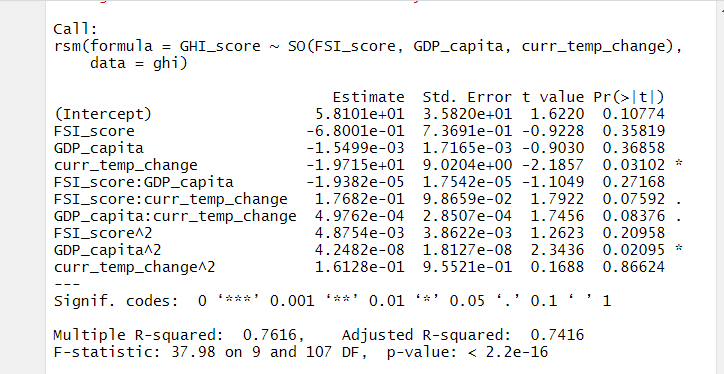 Call:
rsm(formula = GHI_score ~ SO(FSI_score, GDP_capita, curr_temp_change),
    data = ghi)
                            Estimate  Std. Error t value Pr(>|t|)
(Intercept)               5.8101e+01  3.5820e+01  1.6220  0.10774
FSI_score                -6.8001e-01  7.3691e-01 -0.9228  0.35819
GDP_capita               -1.5499e-03  1.7165e-03 -0.9030  0.36858
curr_temp_change         -1.9715e+01  9.0204e+00 -2.1857  0.03102 *
FSI_score:GDP_capita     -1.9382e-05  1.7542e-05 -1.1049  0.27168
FSI_score:curr_temp_change  1.7682e-01  9.8659e-02  1.7922  0.07592 .
GDP_capita:curr_temp_change 4.9762e-04  2.8507e-04  1.7456  0.08376 .
FSI_score^2               4.8754e-03  3.8622e-03  1.2623  0.20958
GDP_capita^2              4.2482e-08  1.8127e-08  2.3436  0.02095 *
curr_temp_change^2        1.6128e-01  9.5521e-01  0.1688  0.86624
---
Signif. codes:  0 ‘***’ 0.001 ‘**’ 0.01 ‘*’ 0.05 ‘.’ 0.1 ‘ ’ 1
Multiple R-squared:  0.7616,    Adjusted R-squared:  0.7416
F-statistic: 37.98 on 9 and 107 DF,  p-value: < 2.2e-16